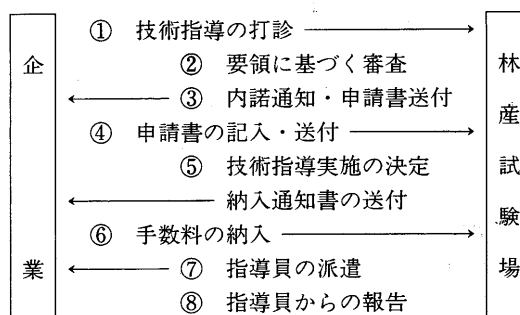 企業
① 技術指導の打診
② 要領に基づく審査
③ 内諾通知・申請書送付
④ 申請書の記入・送付
⑤ 技術指導実施の決定
納入通知書の送付
⑥ 手数料の納入
⑦ 指導員の派遣
⑧ 指導員からの報告
林産試験場